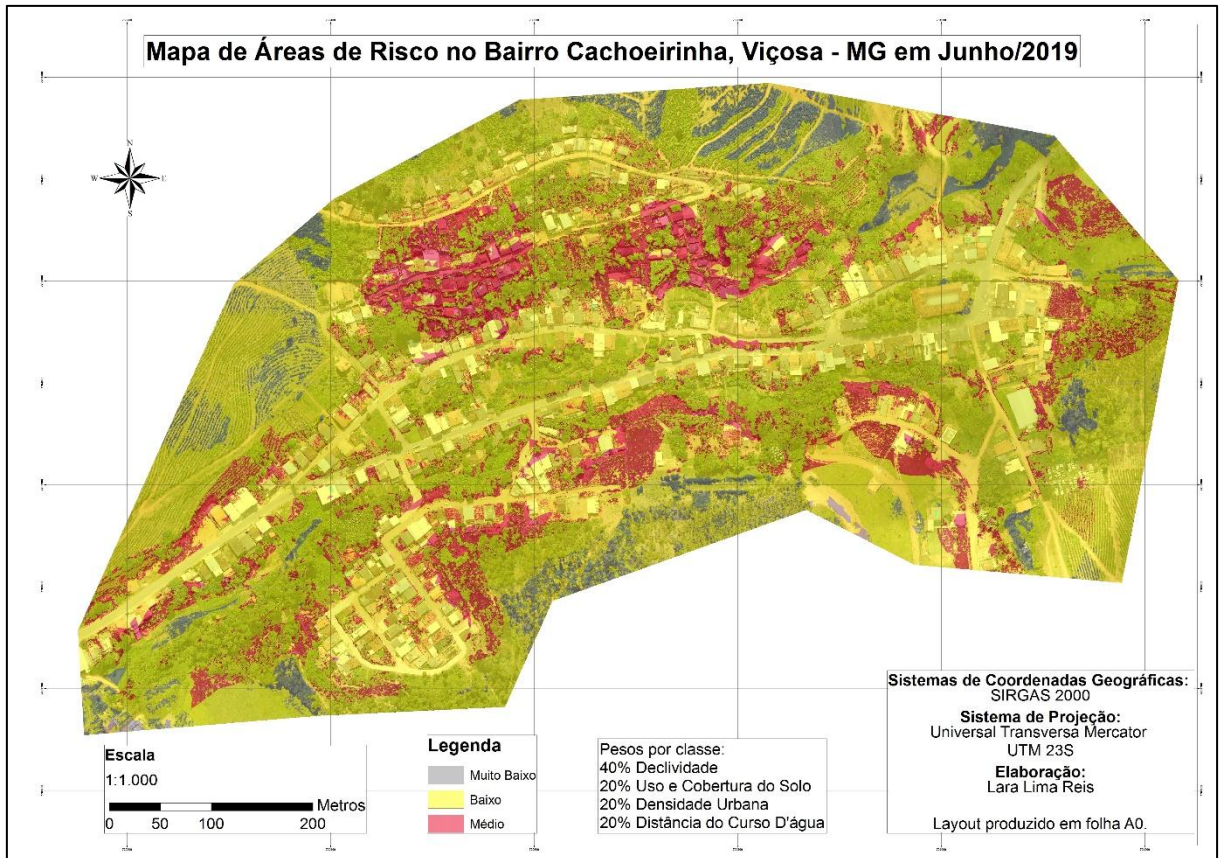 Mapa de Áreas de Risco no Bairro Cachoeirinha, Viçosa - MG em Junho/2019
N
W E
S
Escala
1:1.000
Metros
0 50 100 200
Legenda
Muito Baixo
Baixo
Médio
Pesos por classe:
40% Declividade
20% Uso e Cobertura do Solo
20% Densidade Urbana
20% Distância do Curso D'água
Sistemas de Coordenadas Geográficas:
SIRGAS 2000
Sistema de Projeção:
Universal Transversa Mercator
UTM 23S
Elaboração:
Lara Lima Reis
Layout produzido em folha A0.